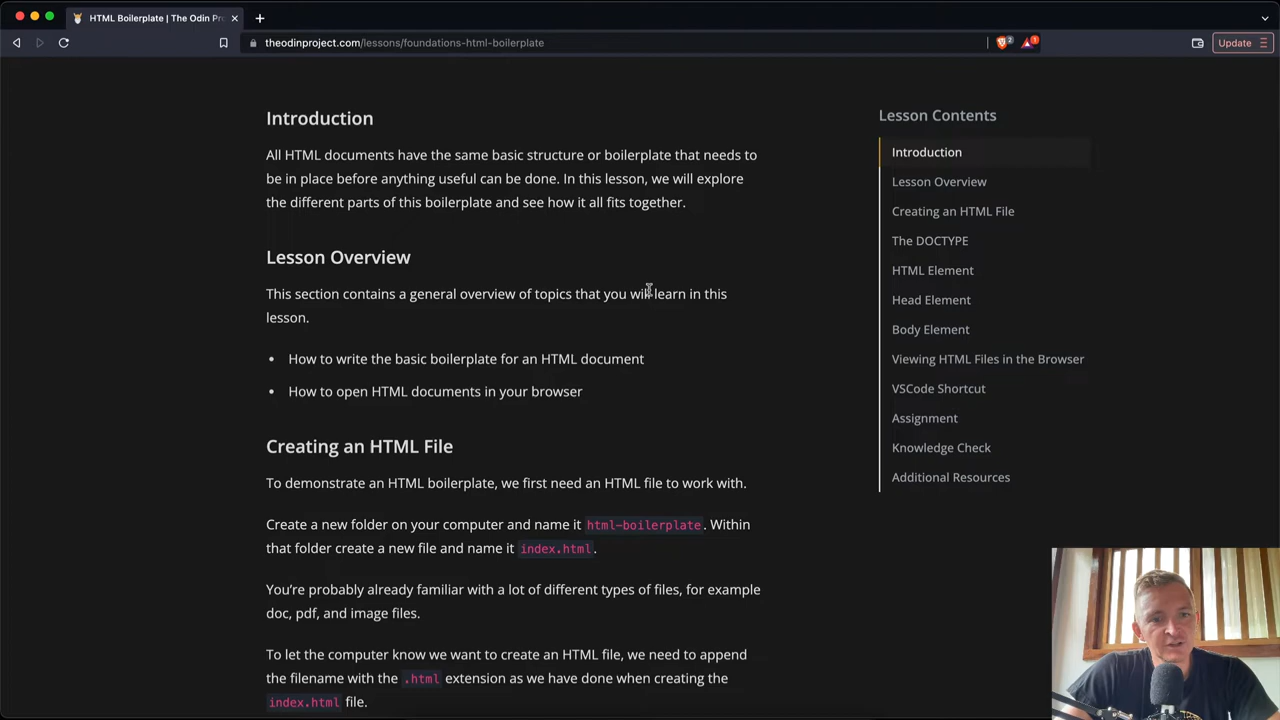 HTML Boilerplate | The Odin Pro
theodinproject.com/lessons/foundations-html-boilerplate
2
1
Update
Introduction
All HTML documents have the same basic structure or boilerplate that needs to
be in place before anything useful can be done. In this lesson, we will explore
the different parts of this boilerplate and see how it all fits together.
Lesson Overview
This section contains a general overview of topics that you will learn in this
lesson.
• How to write the basic boilerplate for an HTML document
• How to open HTML documents in your browser
Creating an HTML File
To demonstrate an HTML boilerplate, we first need an HTML file to work with.
Create a new folder on your computer and name it html-boilerplate. Within
that folder create a new file and name it index.html.
You’re probably already familiar with a lot of different types of files, for example
doc, pdf, and image files.
To let the computer know we want to create an HTML file, we need to append
the filename with the .html extension as we have done when creating the
index.html file.
Lesson Contents
Introduction
Lesson Overview
Creating an HTML File
The DOCTYPE
HTML Element
Head Element
Body Element
Viewing HTML Files in the Browser
VSCode Shortcut
Assignment
Knowledge Check
Additional Resources